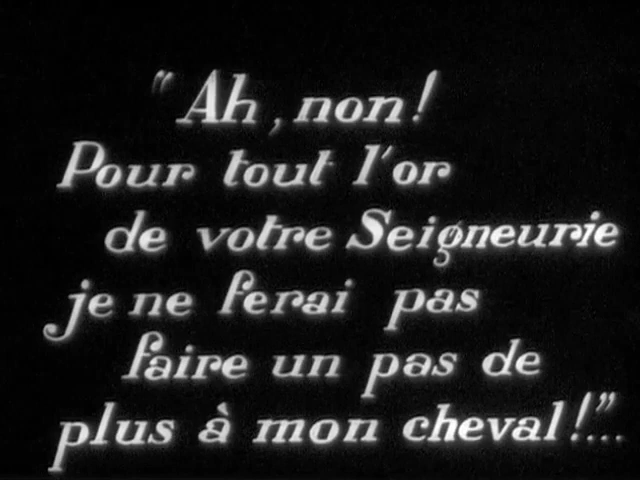 "Ah, non!
Pour tout l'or
de votre Seigneurie
je ne ferai pas
faire un pas de
plus à mon cheval!"...